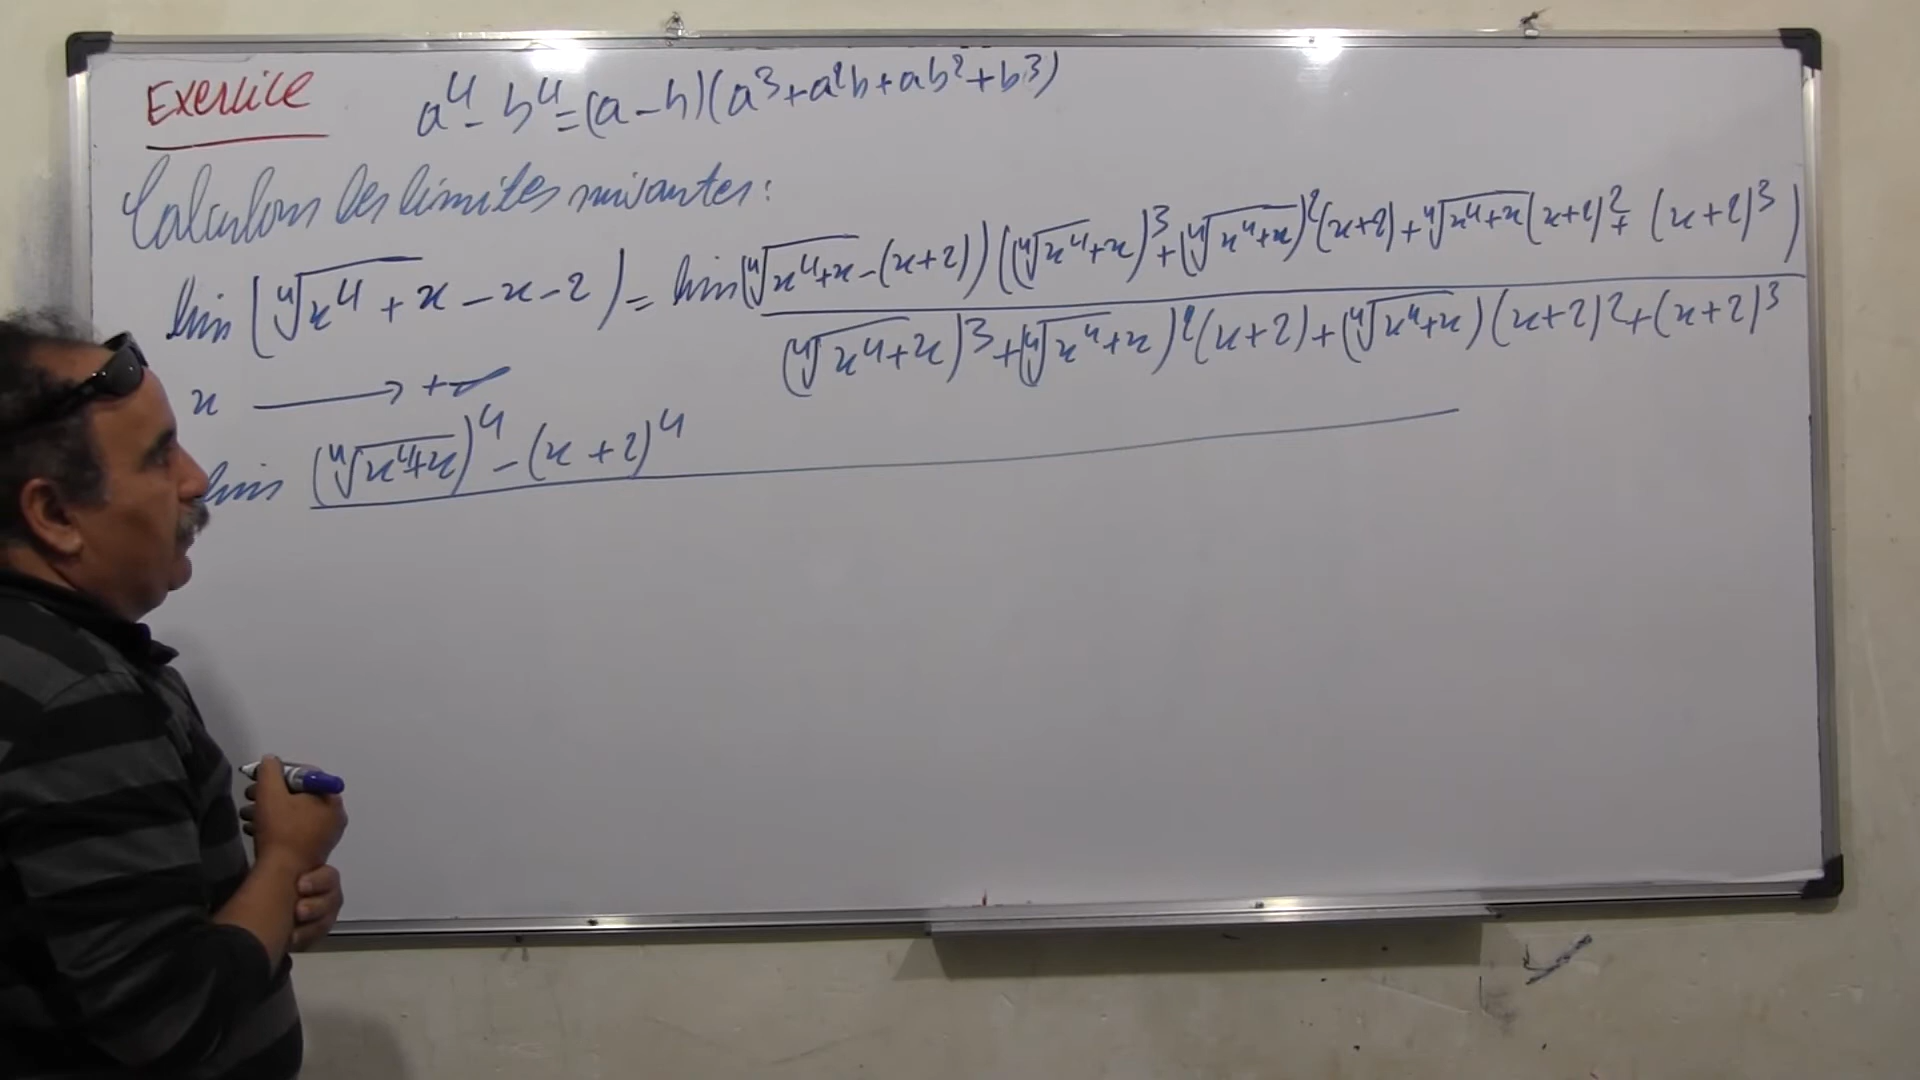 Exercice
a⁴ - b⁴ = (a - b)(a³ + a²b + ab² + b³)
Calculons les limites suivantes :
lim (⁴√(x⁴ + x) - x - 2) = lim (⁴√(x⁴+x) - (x+2)) ((⁴√(x⁴+x))³ + (⁴√(x⁴+x))²(x+2) + ⁴√(x⁴+x)(x+2)² + (x+2)³)
(⁴√(x⁴+x))³ + (⁴√(x⁴+x))²(x+2) + (⁴√(x⁴+x))(x+2)² + (x+2)³
x ⟶ +∞
lim (⁴√(x⁴+x))⁴ - (x+2)⁴